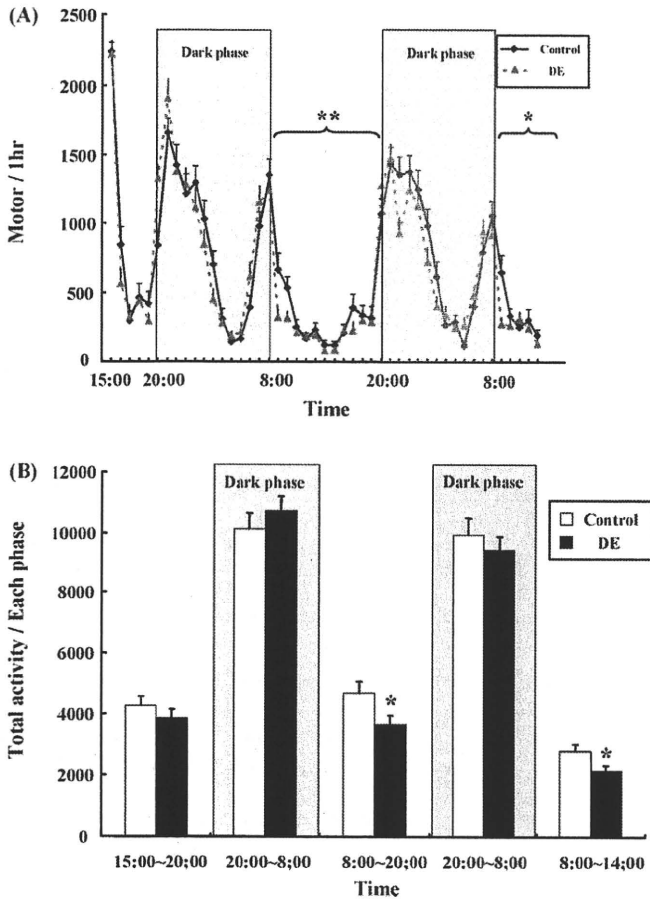 (A)
2500
2000
1500
1000
500
0
Motor / 1hr
Dark phase
Dark phase
Control
DE
**
*
15:00 20:00 8:00 20:00 8:00
Time
(B)
12000
10000
8000
6000
4000
2000
0
Total activity / Each phase
Dark phase
Dark phase
Control
DE
*
*
15:00~20;00 20:00~8;00 8:00~20;00 20:00~8;00 8:00~14;00
Time